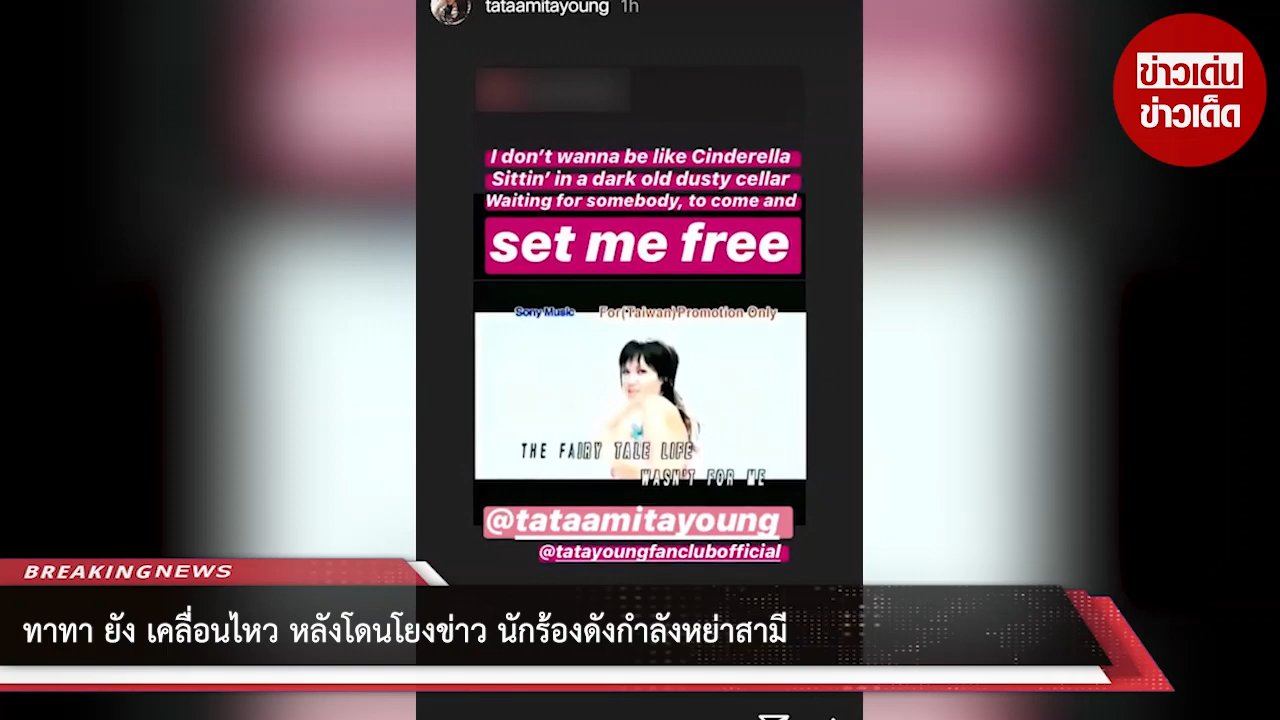 tataamitayoung 1h
ข่าวเด่น
ข่าวเด็ด
I don't wanna be like Cinderella
Sittin' in a dark old dusty cellar
Waiting for somebody, to come and
set me free
Sony Music For(Taiwan)Promotion Only
THE FAIRY TALE LIFE
WASN'T FOR ME
@tataamitayoung
@tatayoungfanclubofficial
BREAKINGNEWS
ทาทา ยัง เคลื่อนไหว หลังโดนโยงข่าว นักร้องดังกำลังหย่าสามี